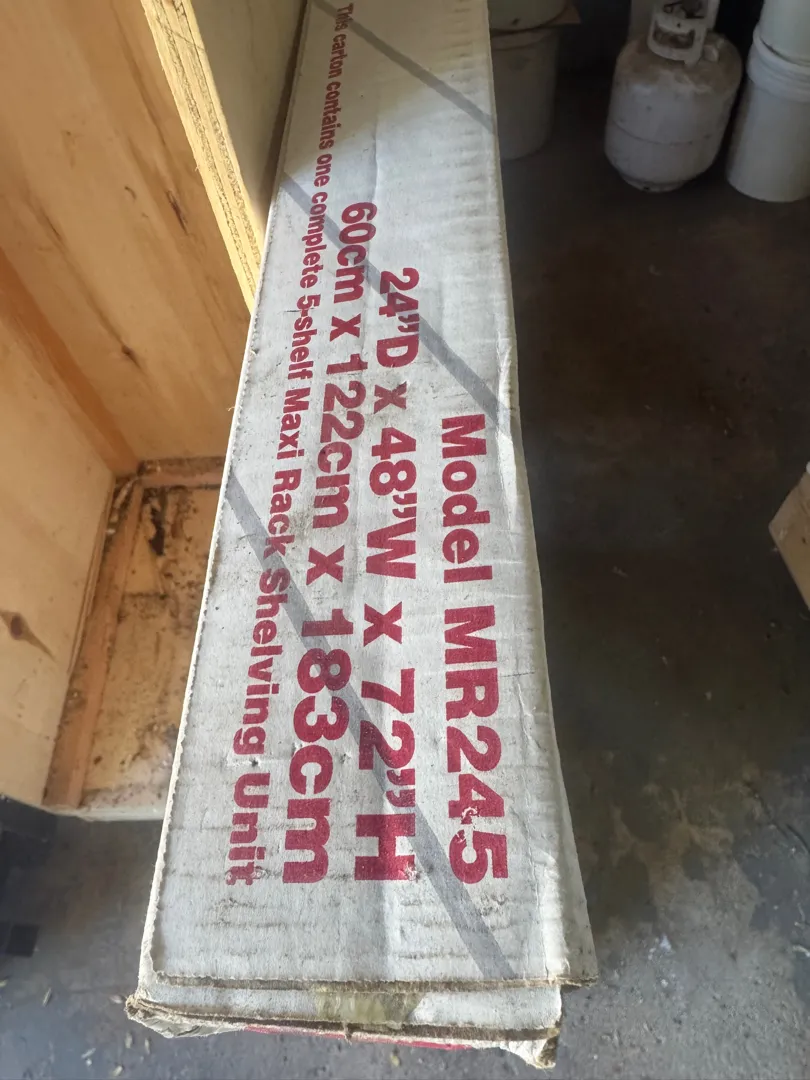 Model MR245
24”D x 48”W x 72”H
60cm x 122cm x 183cm
This carton contains one complete 5-shelf Maxi Rack Shelving Unit